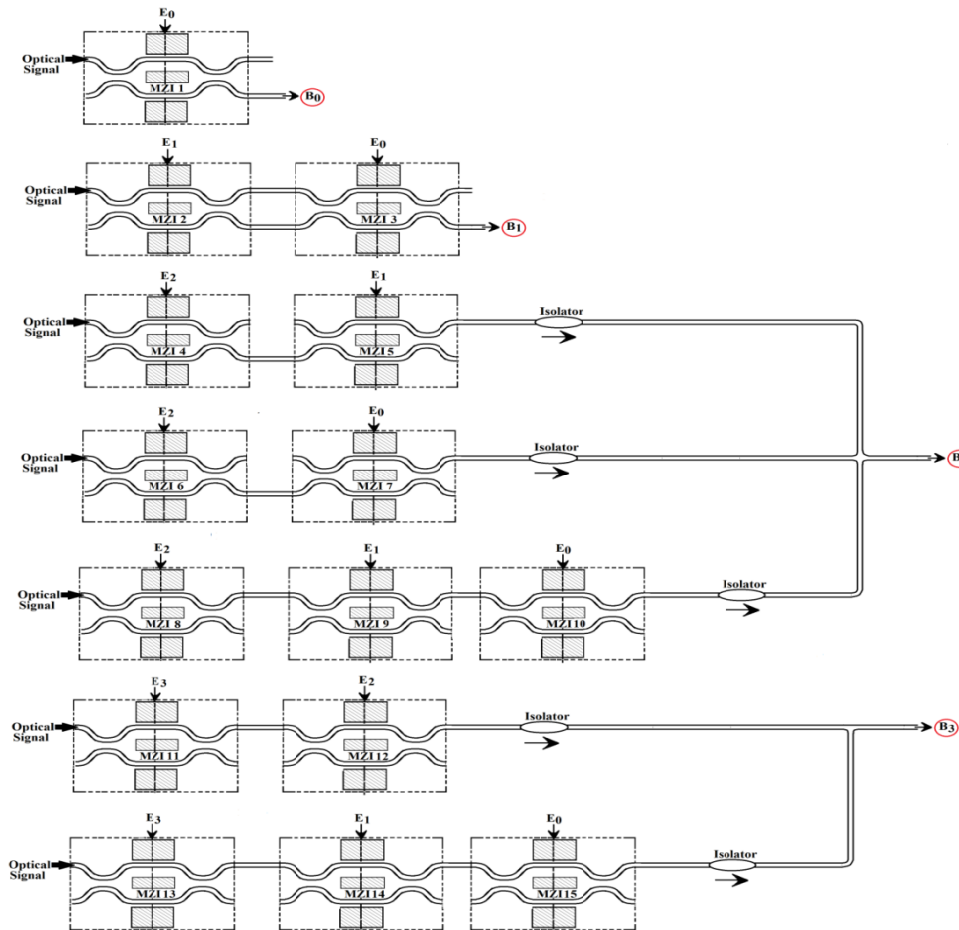 E0
Optical
Signal
MZI 1
B0
E1
E0
Optical
Signal
MZI 2
MZI 3
B1
E2
E1
Isolator
Optical
Signal
MZI 4
MZI 5
E2
E0
Isolator
Optical
Signal
MZI 6
MZI 7
B
E2
E1
E0
Isolator
Optical
Signal
MZI 8
MZI 9
MZI 10
E3
E2
Isolator
Optical
Signal
B3
MZI 11
MZI 12
E3
E1
E0
Isolator
Optical
Signal
MZI 13
MZI 14
MZI 15